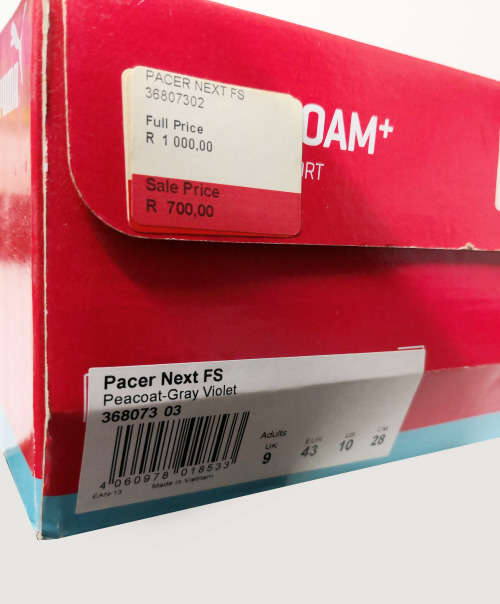 PACER NEXT FS
36807302
Full Price
R 1 000,00
Sale Price
R 700,00
OAM+
ORT
Pacer Next FS
Peacoat-Gray Violet
368073 03
4 060978 018533
EAN-13 Made in Vietnam
Adults
UK EUR US CM
9 43 10 28